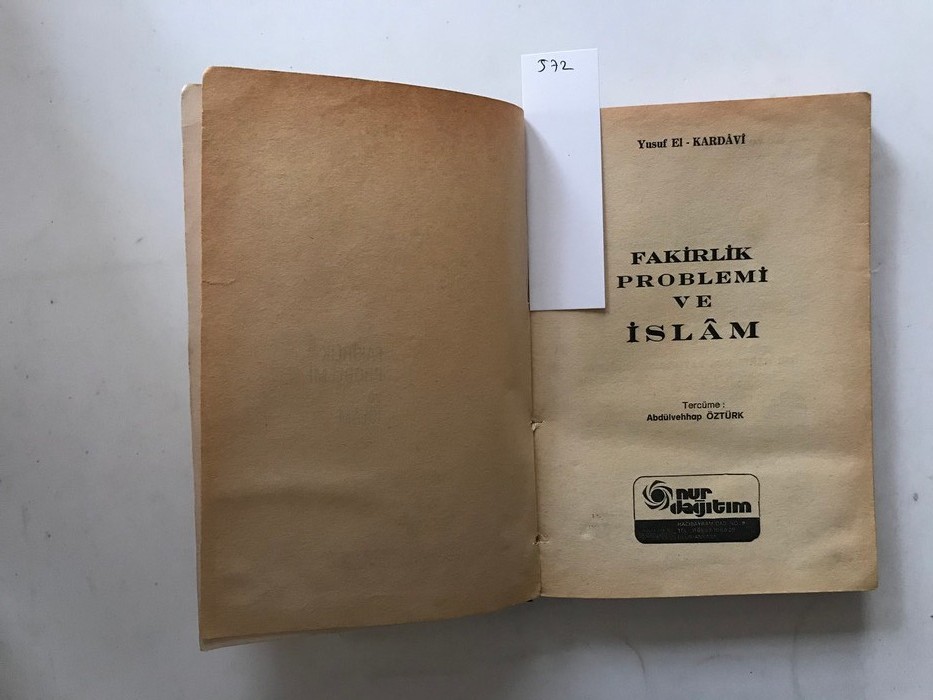 572
Yusuf El - KARDÂVÎ
FAKİRLİK
PROBLEMİ
VE
İSLÂM
Tercüme :
Abdülvehhap ÖZTÜRK
nur
dağıtım